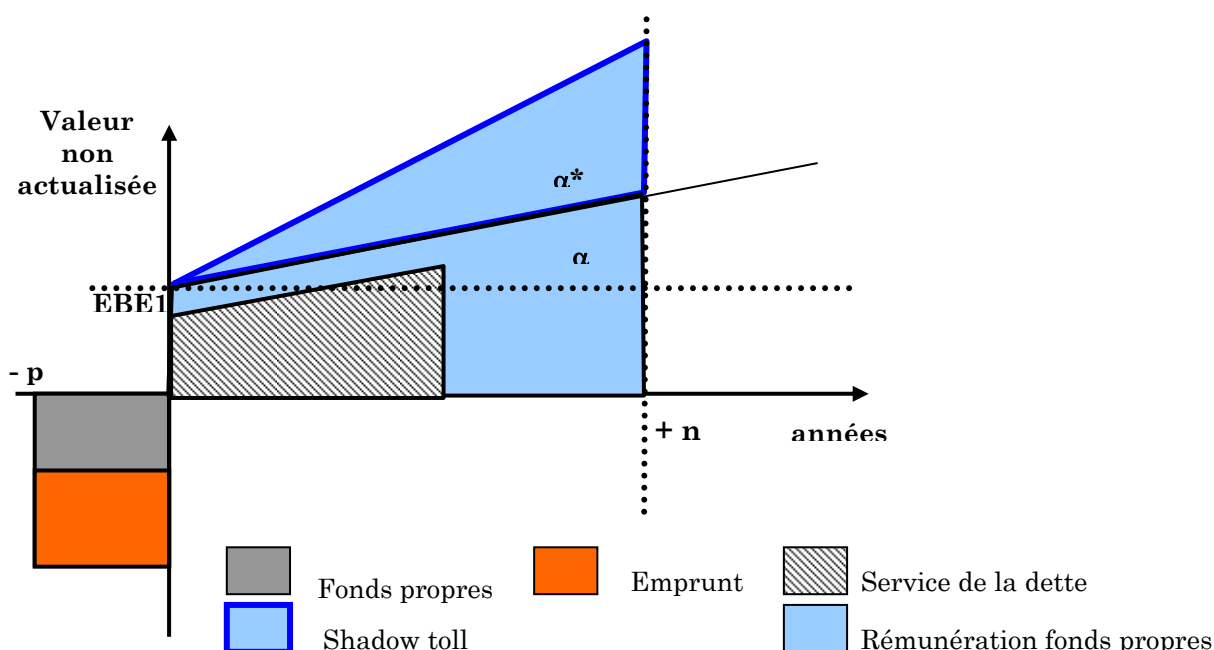 Valeur
non
actualisée
α*
α
EBE1
- p
+ n
années
Fonds propres
Emprunt
Service de la dette
Shadow toll
Rémunération fonds propres